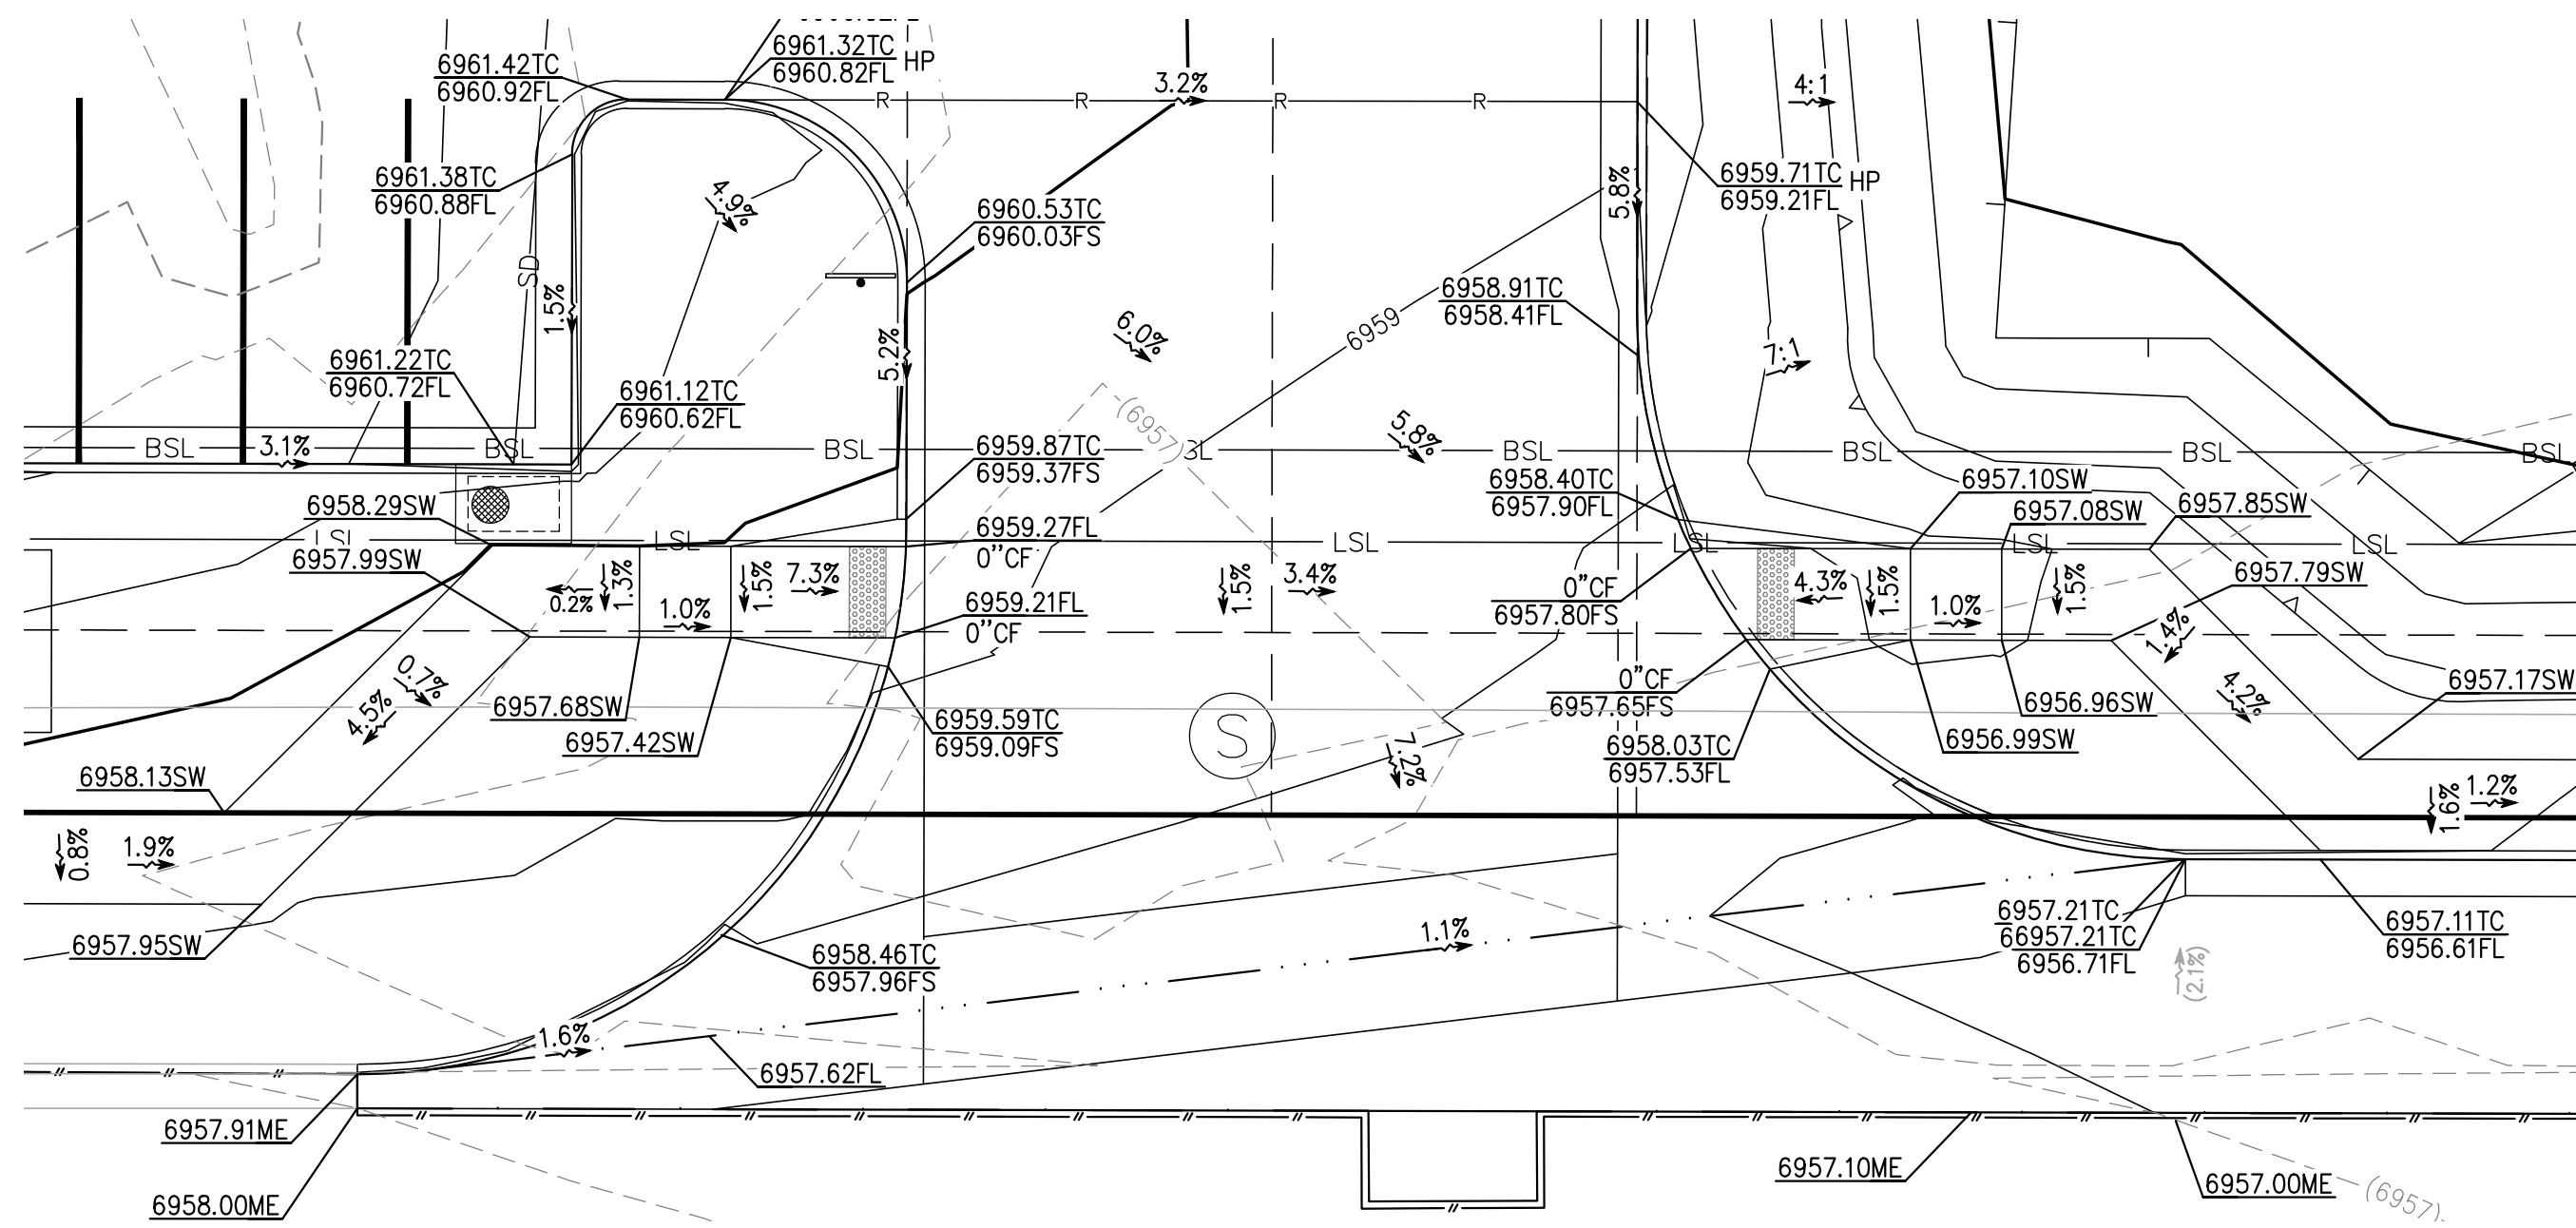 6961.42TC
6960.92FL
6961.32TC
6960.82FL HP
3.2%
4:1
R
R
R
R
6961.38TC
6960.88FL
4.9%
5.8%
6959.71TC
6959.21FL HP
6960.53TC
6960.03FS
SD
1.5%
6958.91TC
6958.41FL
6959
6.0%
5.2%
7:1
6961.22TC
6960.72FL
6961.12TC
6960.62FL
(6957)
5.8%
BSL
3.1%
BSL
BSL
BSL
BSL
BSL
BSL
6959.87TC
6959.37FS
6958.40TC
6957.90FL
6957.10SW
6957.85SW
6957.08SW
6958.29SW
6959.27FL
0"CF
LSL
LSL
LSL
LSL
LSL
LSL
6957.99SW
0.2%
1.3%
1.0%
1.5%
7.3%
1.5%
3.4%
0"CF
6957.80FS
4.3%
1.5%
1.0%
1.5%
6957.79SW
6959.21FL
0"CF
1.4%
0.7%
4.5%
6957.68SW
6957.42SW
6959.59TC
6959.09FS
S
7.2%
0"CF
6957.65FS
6958.03TC
6957.53FL
6956.96SW
6956.99SW
4.2%
6957.17SW
6958.13SW
0.8%
1.9%
1.6%
1.2%
6957.95SW
6958.46TC
6957.96FS
1.1%
6957.21TC
66957.21TC
6956.71FL
(2.1%)
6957.11TC
6956.61FL
1.6%
6957.62FL
6957.91ME
6958.00ME
6957.10ME
6957.00ME
(6957)